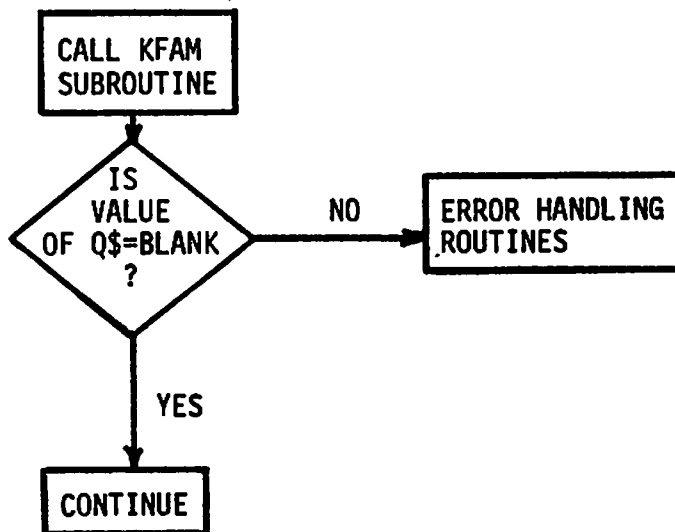 CALL KFAM
SUBROUTINE
IS
VALUE
OF Q$=BLANK
?
NO
ERROR HANDLING
ROUTINES
YES
CONTINUE